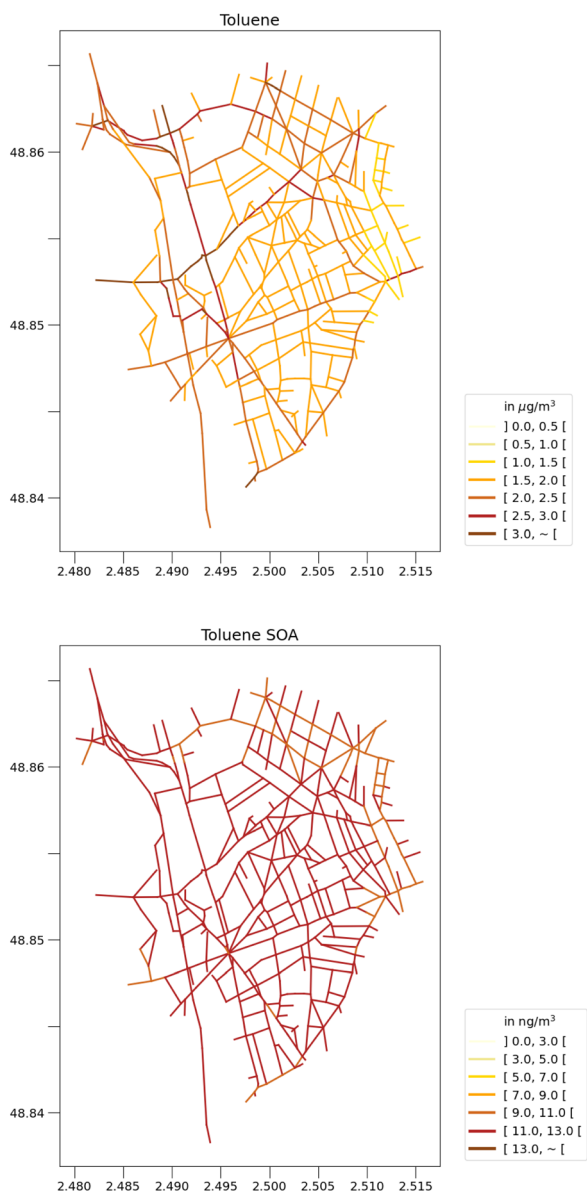 Toluene
48.86
48.85
48.84
in μg/m³
] 0.0, 0.5 [
[ 0.5, 1.0 [
[ 1.0, 1.5 [
[ 1.5, 2.0 [
[ 2.0, 2.5 [
[ 2.5, 3.0 [
[ 3.0, ~ [
2.480 2.485 2.490 2.495 2.500 2.505 2.510 2.515
Toluene SOA
48.86
48.85
48.84
in ng/m³
] 0.0, 3.0 [
[ 3.0, 5.0 [
[ 5.0, 7.0 [
[ 7.0, 9.0 [
[ 9.0, 11.0 [
[ 11.0, 13.0 [
[ 13.0, ~ [
2.480 2.485 2.490 2.495 2.500 2.505 2.510 2.515